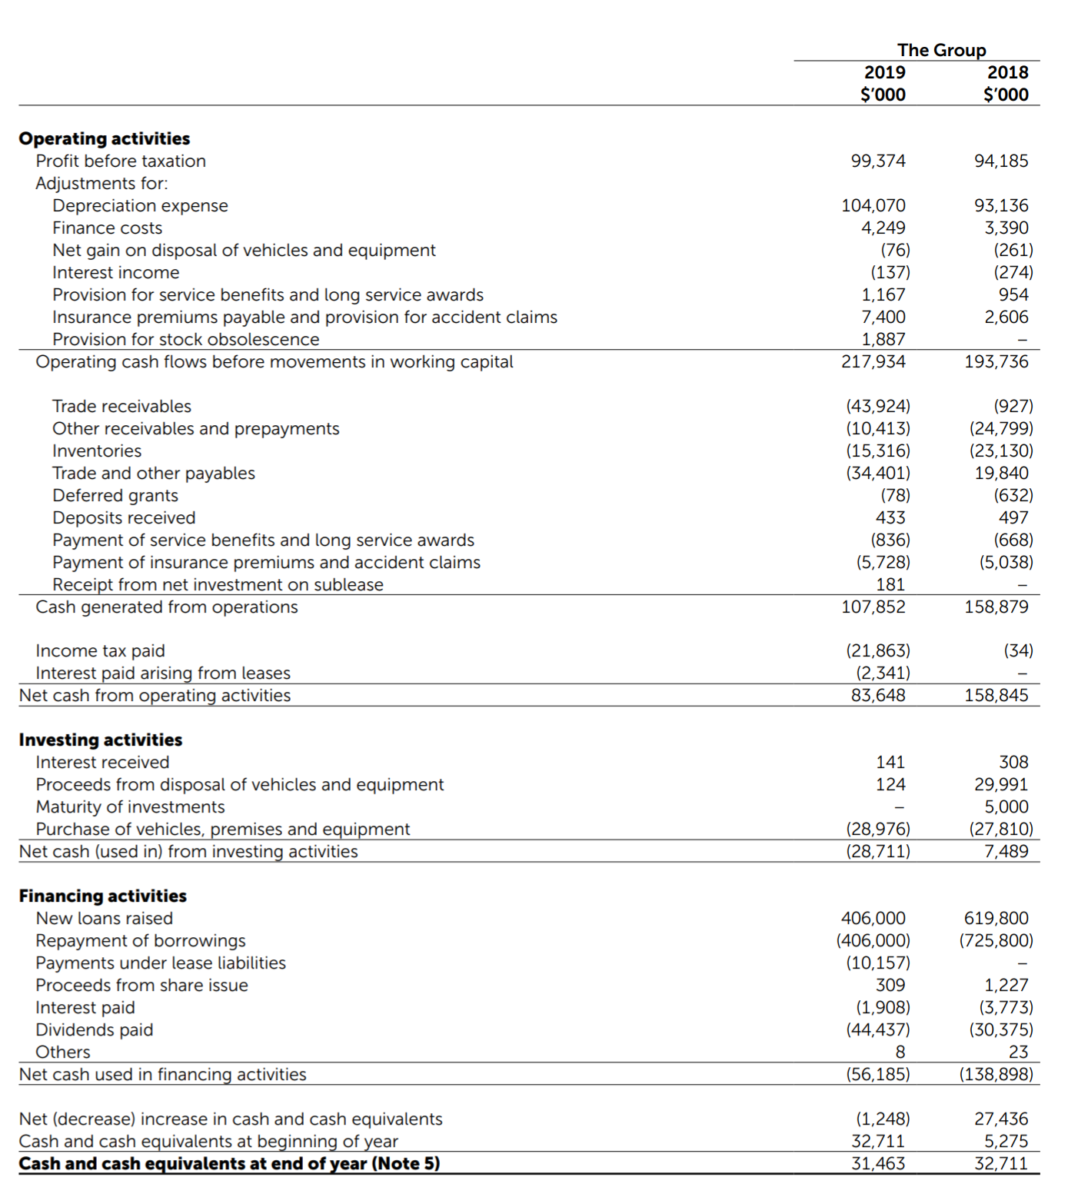 The Group
2019 2018
$'000 $'000
Operating activities
Profit before taxation 99,374 94,185
Adjustments for:
Depreciation expense 104,070 93,136
Finance costs 4,249 3,390
Net gain on disposal of vehicles and equipment (76) (261)
Interest income (137) (274)
Provision for service benefits and long service awards 1,167 954
Insurance premiums payable and provision for accident claims 7,400 2,606
Provision for stock obsolescence 1,887 –
Operating cash flows before movements in working capital 217,934 193,736
Trade receivables (43,924) (927)
Other receivables and prepayments (10,413) (24,799)
Inventories (15,316) (23,130)
Trade and other payables (34,401) 19,840
Deferred grants (78) (632)
Deposits received 433 497
Payment of service benefits and long service awards (836) (668)
Payment of insurance premiums and accident claims (5,728) (5,038)
Receipt from net investment on sublease 181 –
Cash generated from operations 107,852 158,879
Income tax paid (21,863) (34)
Interest paid arising from leases (2,341) –
Net cash from operating activities 83,648 158,845
Investing activities
Interest received 141 308
Proceeds from disposal of vehicles and equipment 124 29,991
Maturity of investments – 5,000
Purchase of vehicles, premises and equipment (28,976) (27,810)
Net cash (used in) from investing activities (28,711) 7,489
Financing activities
New loans raised 406,000 619,800
Repayment of borrowings (406,000) (725,800)
Payments under lease liabilities (10,157) –
Proceeds from share issue 309 1,227
Interest paid (1,908) (3,773)
Dividends paid (44,437) (30,375)
Others 8 23
Net cash used in financing activities (56,185) (138,898)
Net (decrease) increase in cash and cash equivalents (1,248) 27,436
Cash and cash equivalents at beginning of year 32,711 5,275
Cash and cash equivalents at end of year (Note 5) 31,463 32,711